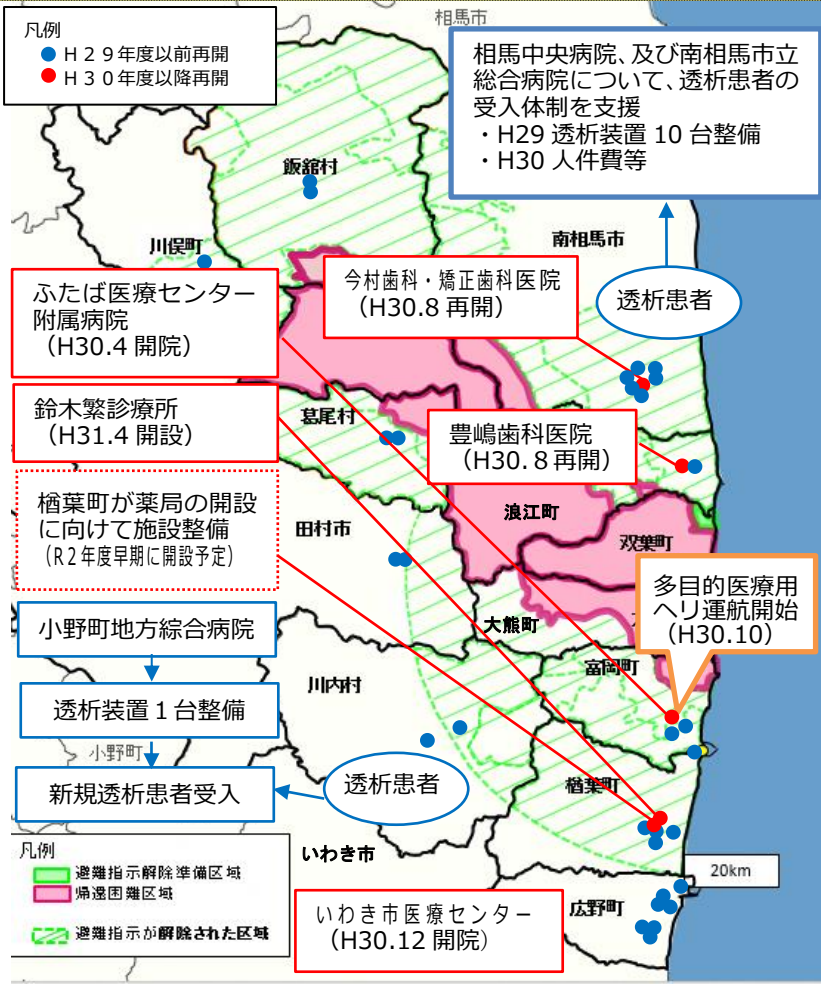 相馬市
凡例
● H29年度以前再開
● H30年度以降再開
相馬中央病院、及び南相馬市立
総合病院について、透析患者の
受入体制を支援
・H29 透析装置 10 台整備
・H30 人件費等
飯舘村
川俣町
南相馬市
ふたば医療センター
附属病院
（H30.4 開院）
今村歯科・矯正歯科医院
（H30.8 再開）
透析患者
鈴木繁診療所
（H31.4 開設）
葛尾村
豊嶋歯科医院
（H30.８再開）
楢葉町が薬局の開設
に向けて施設整備
（R２年度早期に開設予定）
田村市
浪江町
双葉町
多目的医療用
ヘリ運航開始
（H30.10）
小野町地方綜合病院
大熊町
富岡町
川内村
透析装置１台整備
小野町
新規透析患者受入
透析患者
楢葉町
凡例
避難指示解除準備区域
帰還困難区域
避難指示が解除された区域
いわき市
20km
いわき市医療センター
（H30.12 開院）
広野町